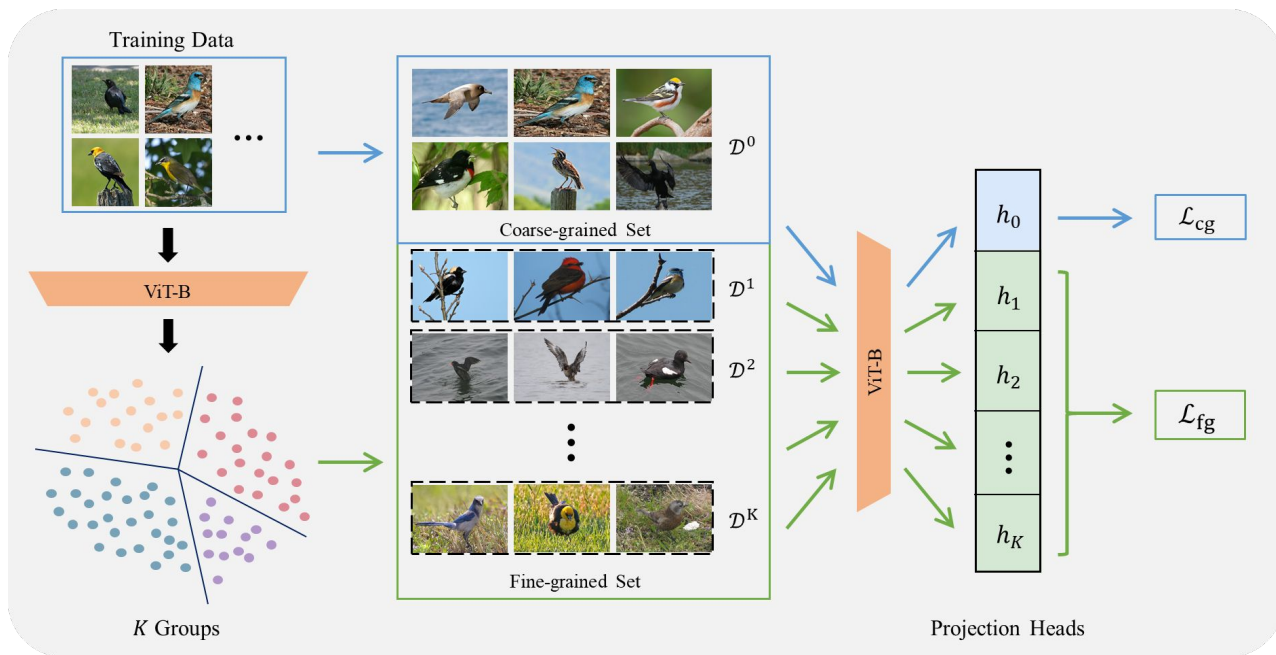 Training Data
...
ViT-B
K Groups
𝒟⁰
Coarse-grained Set
𝒟¹
𝒟²
⋮
𝒟ᴷ
Fine-grained Set
ViT-B
h₀
h₁
h₂
⋮
h_K
Projection Heads
ℒ_cg
ℒ_fg